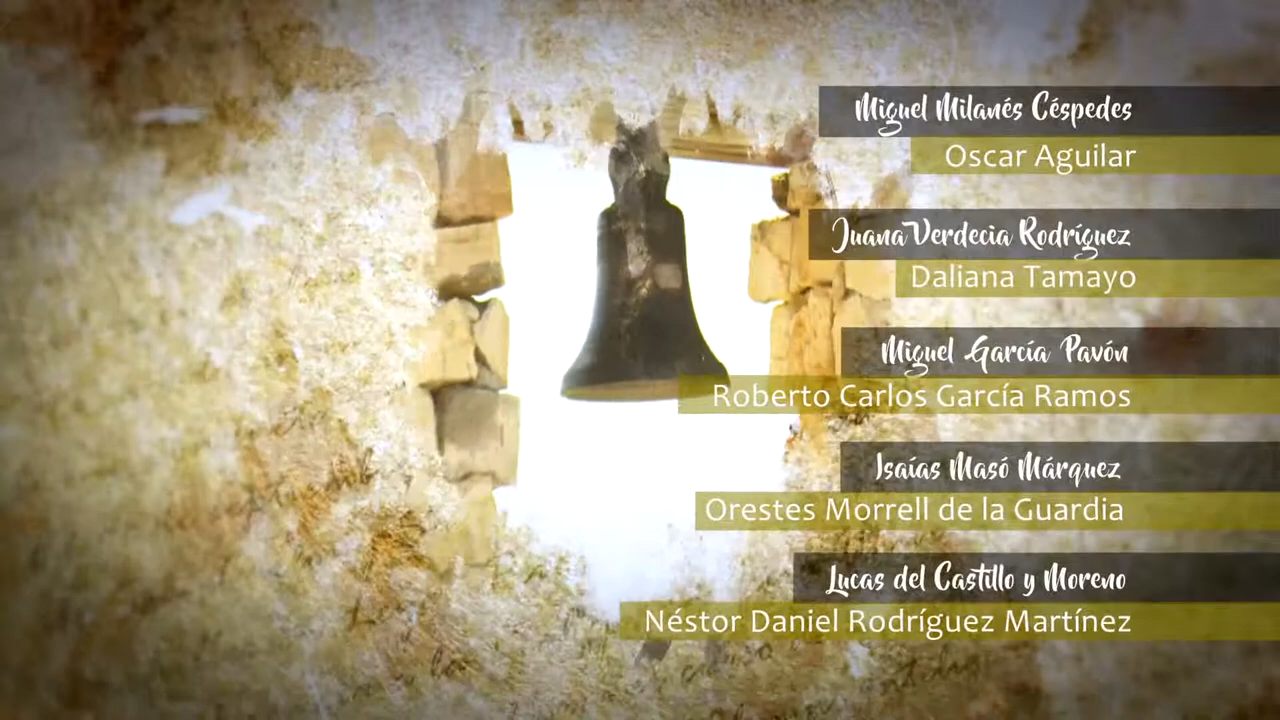 Miguel Milanés Céspedes
Oscar Aguilar
Juana Verdecia Rodríguez
Daliana Tamayo
Miguel García Pavón
Roberto Carlos García Ramos
Isaías Masó Márquez
Orestes Morrell de la Guardia
Lucas del Castillo y Moreno
Néstor Daniel Rodríguez Martínez